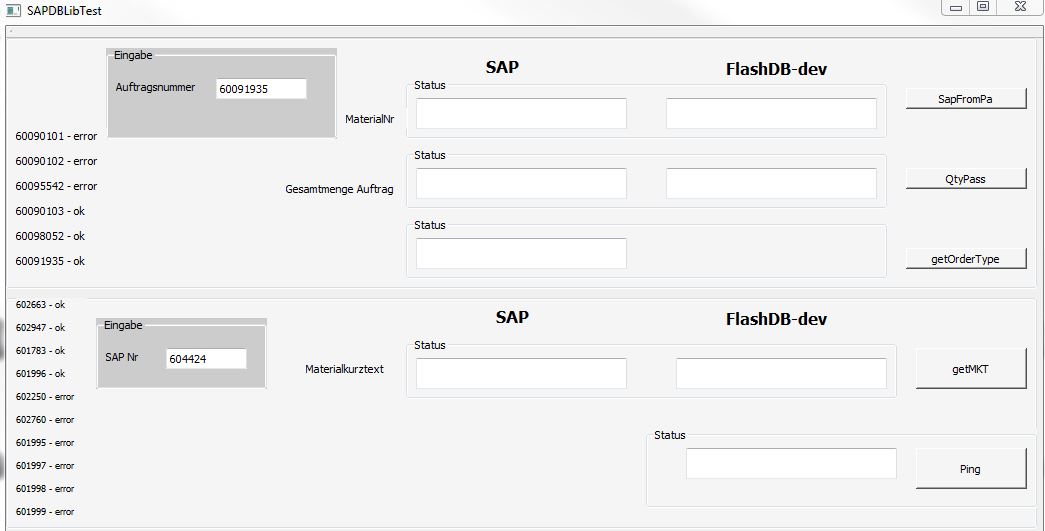 SAPDBLibTest
Eingabe
Auftragsnummer 60091935
SAP FlashDB-dev
MaterialNr
Status
SapFromPa
60090101 - error
60090102 - error
60095542 - error
60090103 - ok
60098052 - ok
60091935 - ok
Gesamtmenge Auftrag
Status
QtyPass
Status
getOrderType
602663 - ok
602947 - ok
601783 - ok
601996 - ok
602250 - error
602760 - error
601995 - error
601997 - error
601998 - error
601999 - error
Eingabe
SAP Nr 604424
SAP FlashDB-dev
Materialkurztext
Status
getMKT
Status
Ping